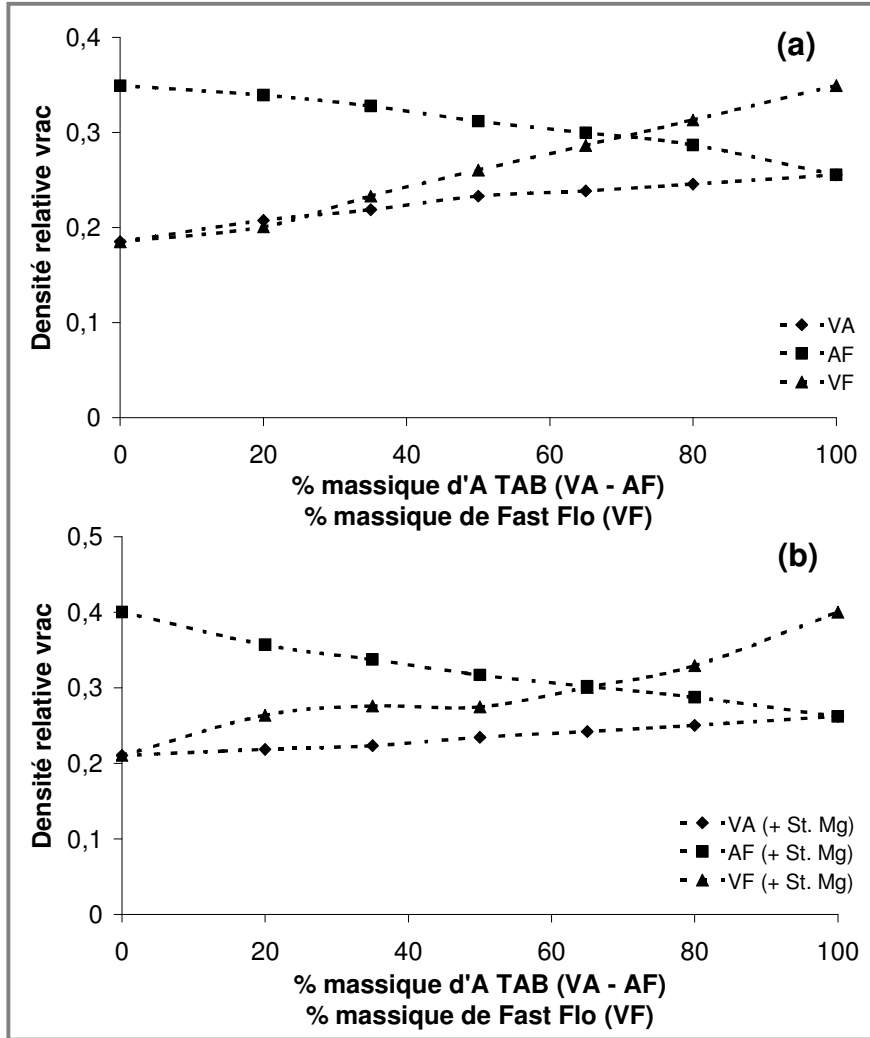 (a)
0,4
0,3
0,2
0,1
0
Densité relative vrac
VA
AF
VF
0 20 40 60 80 100
% massique d'A TAB (VA - AF)
% massique de Fast Flo (VF)
(b)
0,5
0,4
0,3
0,2
0,1
0
Densité relative vrac
VA (+ St. Mg)
AF (+ St. Mg)
VF (+ St. Mg)
0 20 40 60 80 100
% massique d'A TAB (VA - AF)
% massique de Fast Flo (VF)